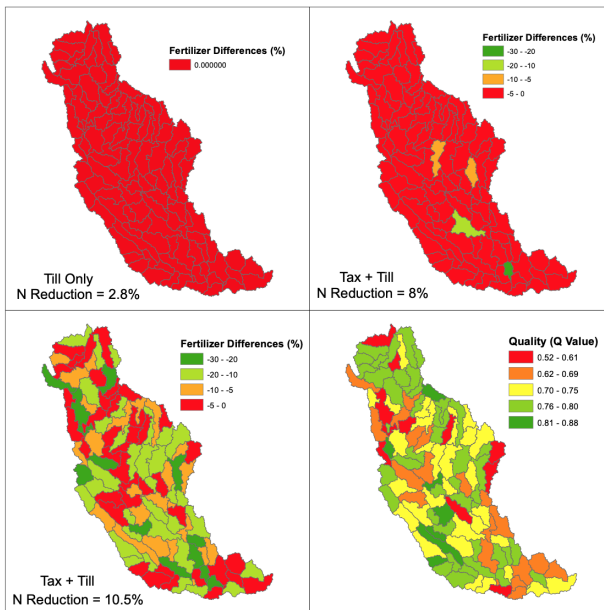 Fertilizer Differences (%)
0.000000
Till Only
N Reduction = 2.8%
Fertilizer Differences (%)
-30 - -20
-20 - -10
-10 - -5
-5 - 0
Tax + Till
N Reduction = 8%
Fertilizer Differences (%)
-30 - -20
-20 - -10
-10 - -5
-5 - 0
Tax + Till
N Reduction = 10.5%
Quality (Q Value)
0.52 - 0.61
0.62 - 0.69
0.70 - 0.75
0.76 - 0.80
0.81 - 0.88